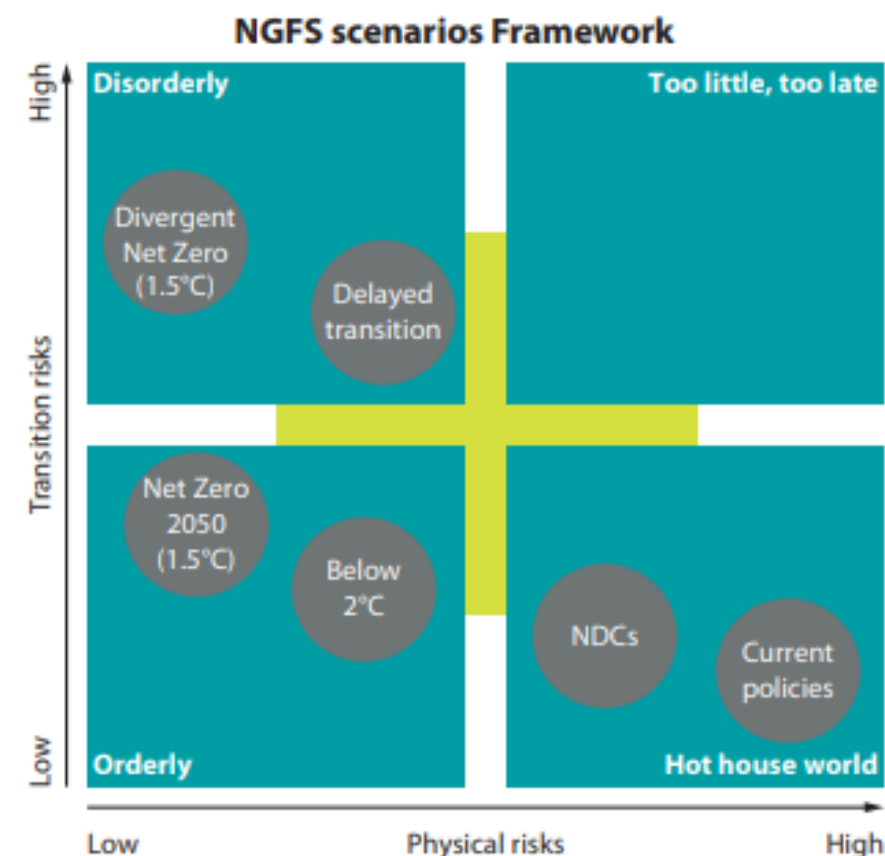 NGFS scenarios Framework
High
Disorderly
Too little, too late
Divergent
Net Zero
(1.5°C)
Delayed
transition
Transition risks
Net Zero
2050
(1.5°C)
Below
2°C
NDCs
Current
policies
Low
Orderly
Hot house world
Low
Physical risks
High